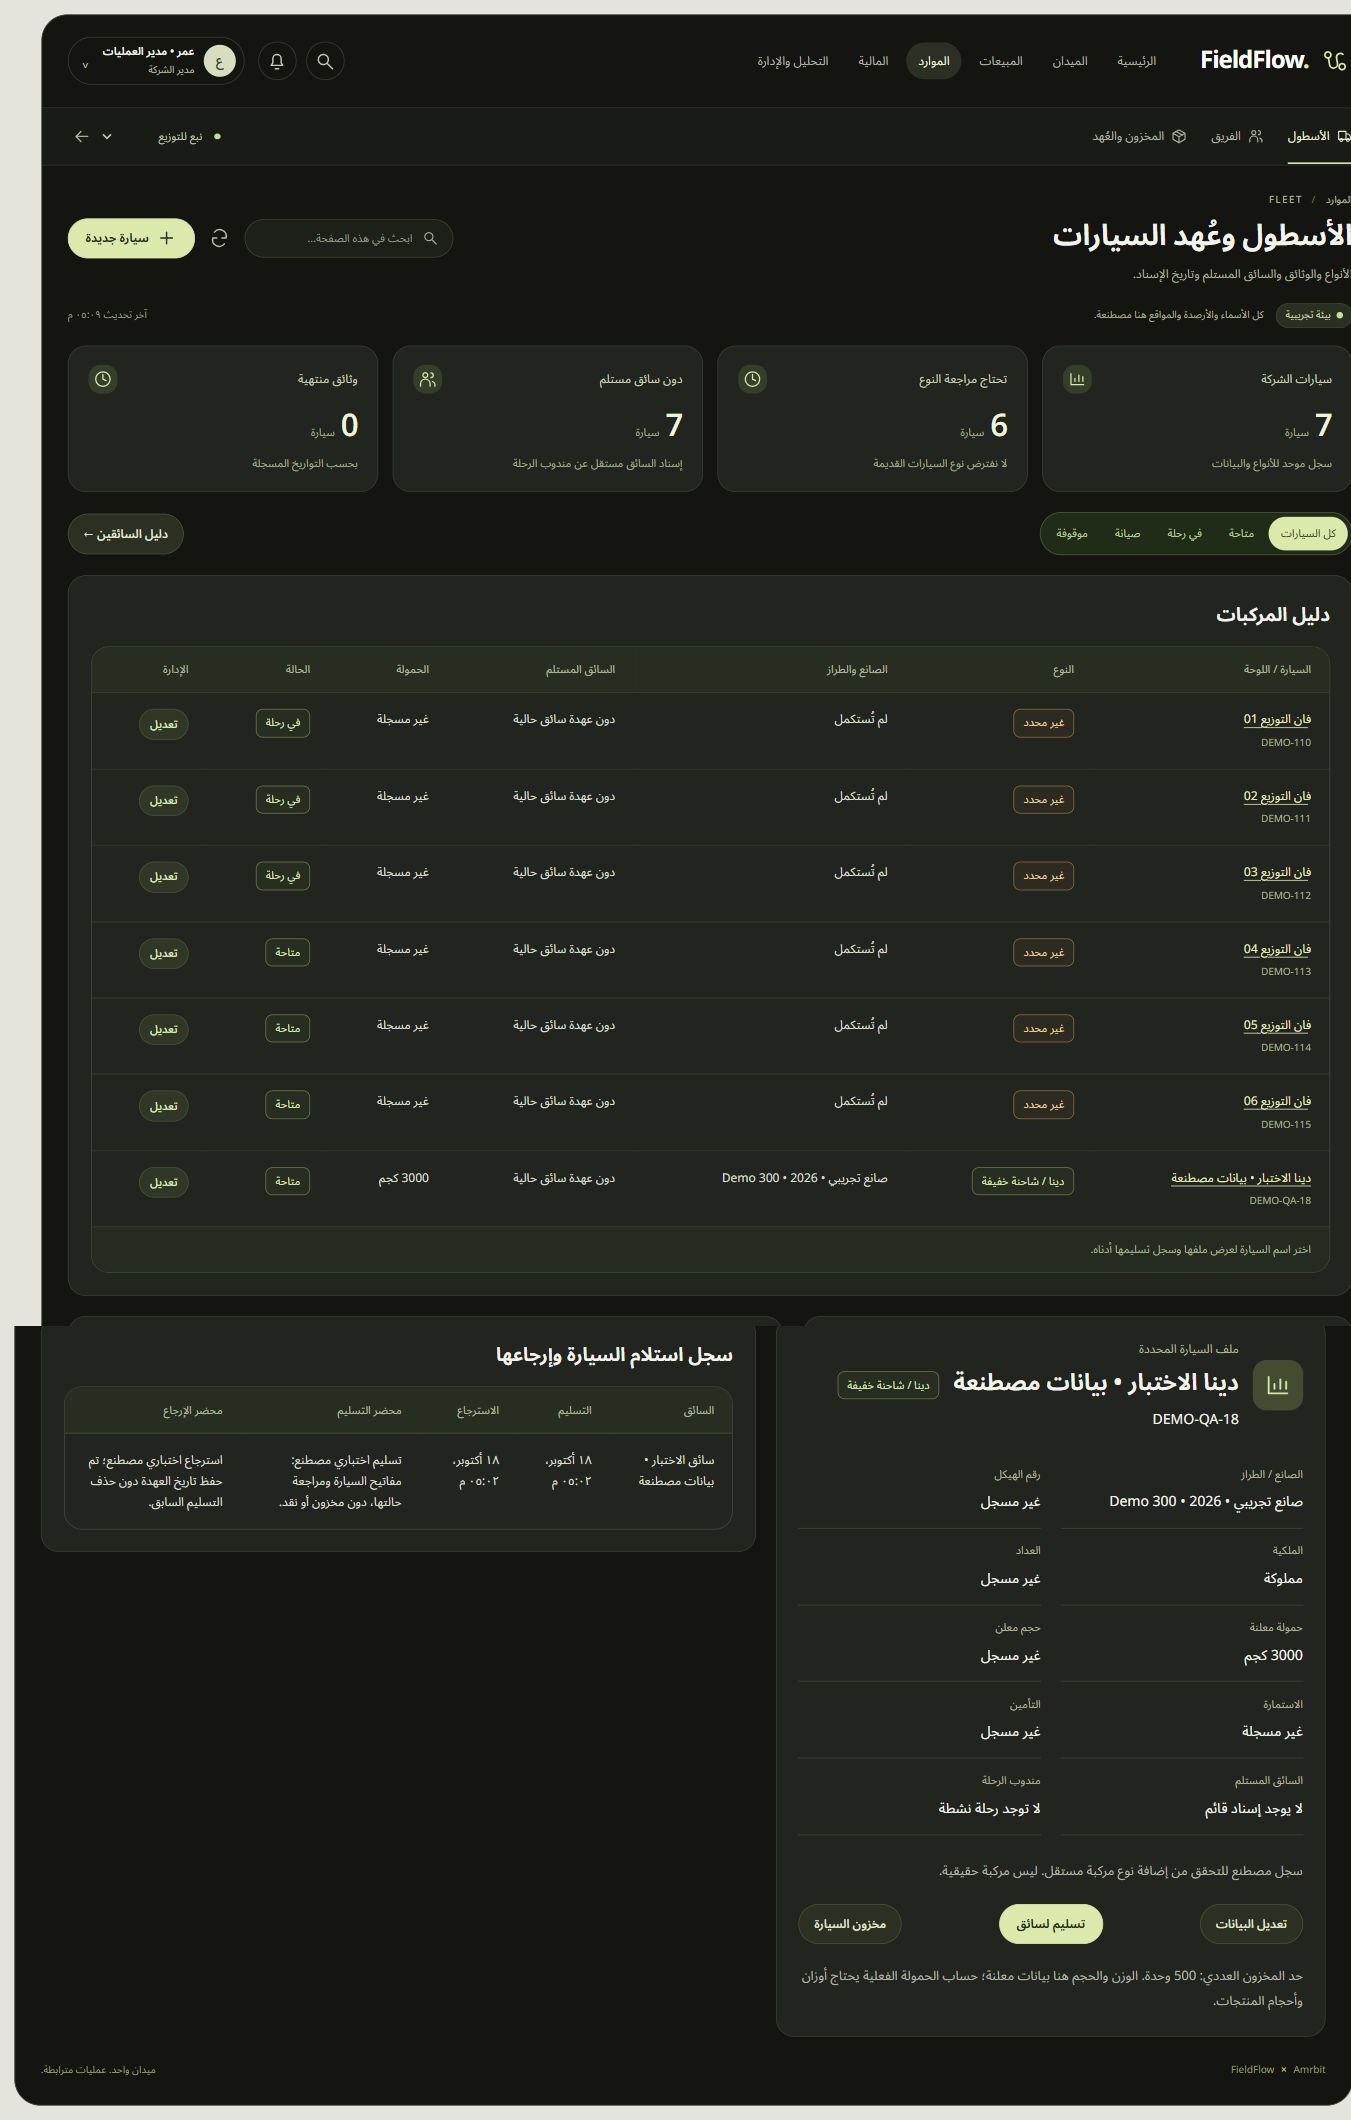 FieldFlow.
الرئيسية
الميدان
المبيعات
الموارد
المالية
التحليل والإدارة
ع
عمر • مدير العمليات
مدير الشركة
الأسطول
الفريق
المخزون والعُهد
نبع للتوزيع
الموارد / FLEET
الأسطول وعُهد السيارات
الأنواع والوثائق والسائق المستلم وتاريخ الإسناد.
ابحث في هذه الصفحة...
سيارة جديدة
بيئة تجريبية
كل الأسماء والأرصدة والمواقع هنا مصطنعة.
آخر تحديث ٠٥:٠٩ م
سيارات الشركة
7 سيارة
سجل موحد للأنواع والبيانات
تحتاج مراجعة النوع
6 سيارة
لا نفترض نوع السيارات القديمة
دون سائق مستلم
7 سيارة
إسناد السائق مستقل عن مندوب الرحلة
وثائق منتهية
0 سيارة
بحسب التواريخ المسجلة
كل السيارات
متاحة
في رحلة
صيانة
موقوفة
دليل السائقين ←
دليل المركبات
السيارة / اللوحة النوع الصانع والطراز السائق المستلم الحمولة الحالة الإدارة
فان التوزيع 01 غير محدد لم تُستكمل دون عهدة سائق حالية غير مسجلة في رحلة تعديل
DEMO-110
فان التوزيع 02 غير محدد لم تُستكمل دون عهدة سائق حالية غير مسجلة في رحلة تعديل
DEMO-111
فان التوزيع 03 غير محدد لم تُستكمل دون عهدة سائق حالية غير مسجلة في رحلة تعديل
DEMO-112
فان التوزيع 04 غير محدد لم تُستكمل دون عهدة سائق حالية غير مسجلة متاحة تعديل
DEMO-113
فان التوزيع 05 غير محدد لم تُستكمل دون عهدة سائق حالية غير مسجلة متاحة تعديل
DEMO-114
فان التوزيع 06 غير محدد لم تُستكمل دون عهدة سائق حالية غير مسجلة متاحة تعديل
DEMO-115
دينا الاختبار • بيانات مصطنعة دينا / شاحنة خفيفة صانع تجريبي • Demo 300 • 2026 دون عهدة سائق حالية 3000 كجم متاحة تعديل
DEMO-QA-18
اختر اسم السيارة لعرض ملفها وسجل تسليمها أدناه.
ملف السيارة المحددة
دينا الاختبار • بيانات مصطنعة دينا / شاحنة خفيفة
DEMO-QA-18
الصانع / الطراز
صانع تجريبي • Demo 300 • 2026
رقم الهيكل
غير مسجل
الملكية
مملوكة
العداد
غير مسجل
حمولة معلنة
3000 كجم
حجم معلن
غير مسجل
الاستمارة
غير مسجلة
التأمين
غير مسجل
السائق المستلم
لا يوجد إسناد قائم
مندوب الرحلة
لا توجد رحلة نشطة
سجل مصطنع للتحقق من إضافة نوع مركبة مستقل. ليس مركبة حقيقية.
تعديل البيانات
تسليم لسائق
مخزون السيارة
حد المخزون العددي: 500 وحدة. الوزن والحجم هنا بيانات معلنة؛ حساب الحمولة الفعلية يحتاج أوزان
وأحجام المنتجات.
سجل استلام السيارة وإرجاعها
السائق التسليم الاسترجاع محضر التسليم محضر الإرجاع
سائق الاختبار • ١٨ أكتوبر، ١٨ أكتوبر، تسليم اختباري مصطنع: استرجاع اختباري مصطنع؛ تم
بيانات مصطنعة ٠٥:٠٢ م ٠٥:٠٢ م مفاتيح السيارة ومراجعة حفظ تاريخ العهدة دون حذف
حالتها، دون مخزون أو نقد. التسليم السابق.
FieldFlow × Amrbit
ميدان واحد. عمليات مترابطة.